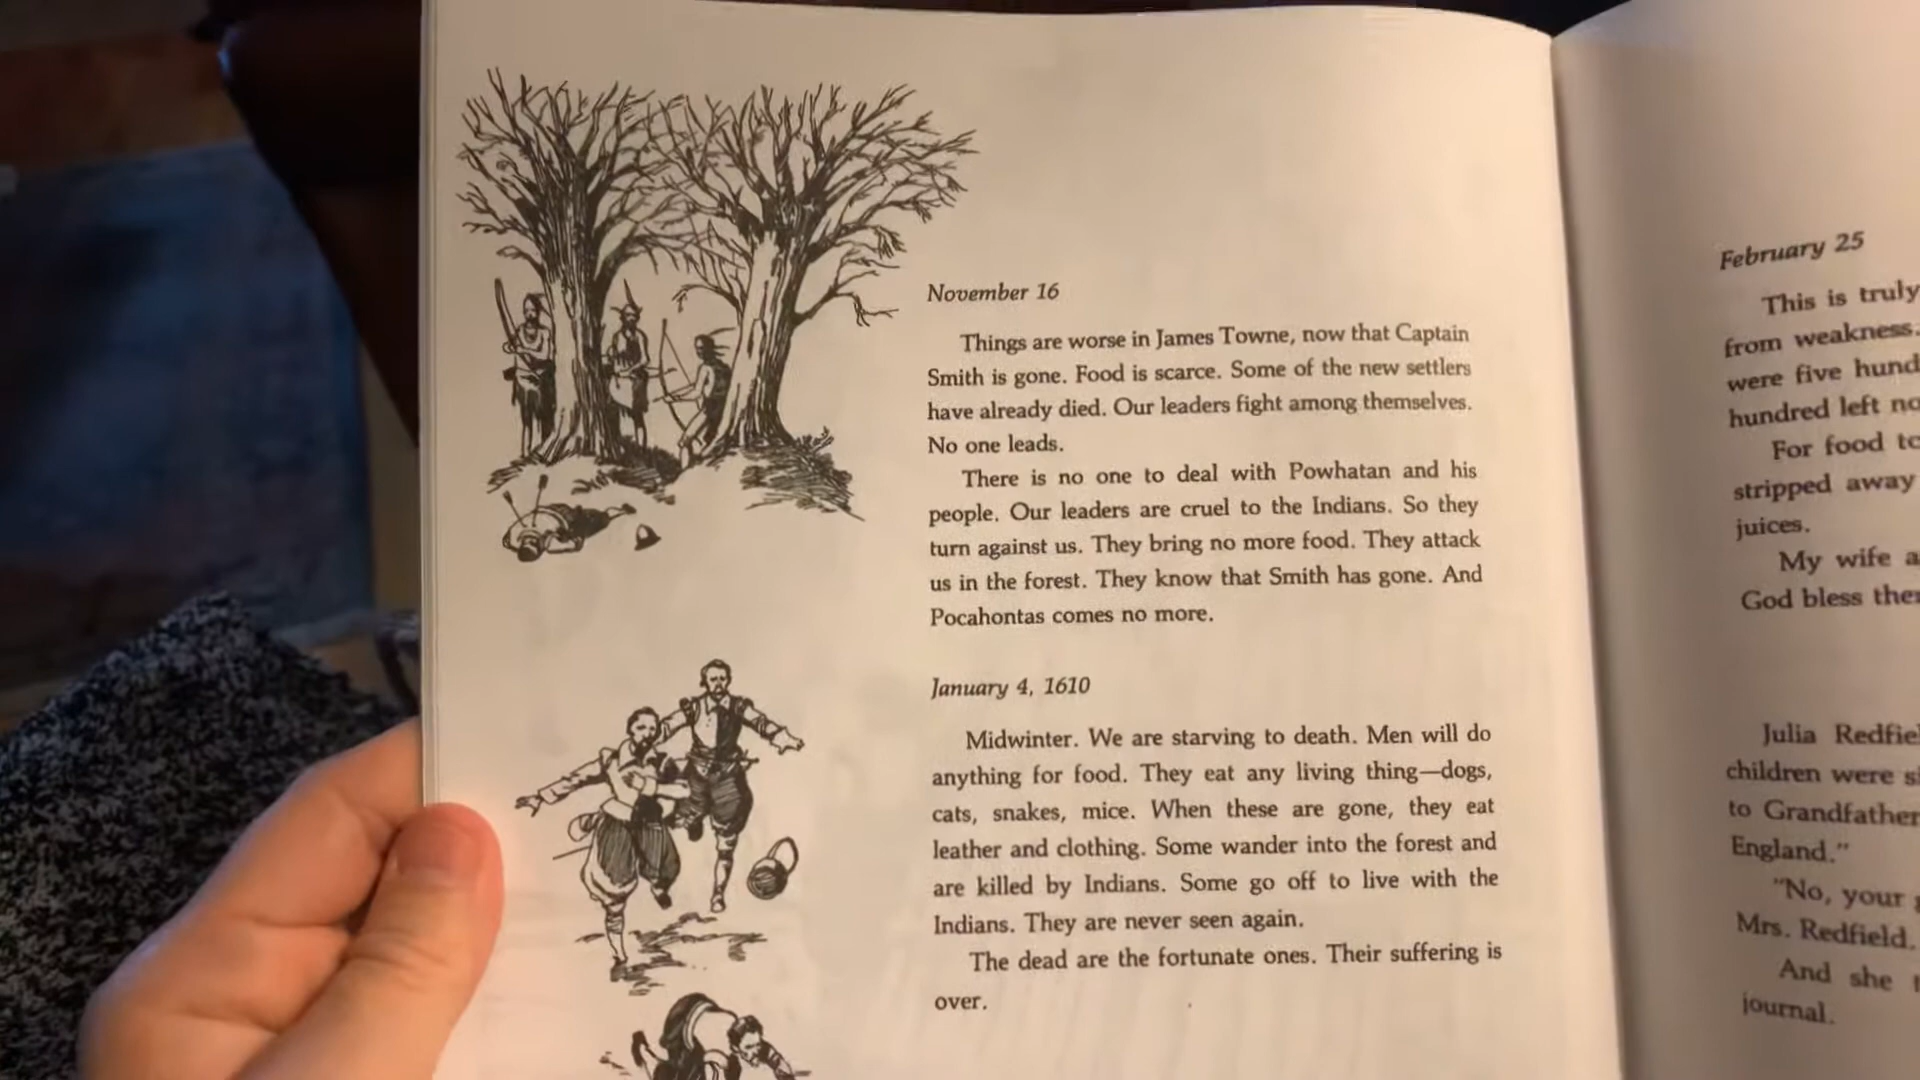 November 16
Things are worse in James Towne, now that Captain
Smith is gone. Food is scarce. Some of the new settlers
have already died. Our leaders fight among themselves.
No one leads.
There is no one to deal with Powhatan and his
people. Our leaders are cruel to the Indians. So they
turn against us. They bring no more food. They attack
us in the forest. They know that Smith has gone. And
Pocahontas comes no more.
January 4, 1610
Midwinter. We are starving to death. Men will do
anything for food. They eat any living thing—dogs,
cats, snakes, mice. When these are gone, they eat
leather and clothing. Some wander into the forest and
are killed by Indians. Some go off to live with the
Indians. They are never seen again.
The dead are the fortunate ones. Their suffering is
over.
February 25
This is truly
from weakness.
were five hund
hundred left
For food
stripped away
juices.
My wife
God bless
Julia
children were
to Grandfather
England."
"No, your
Mrs. Redfield.
And she
journal.